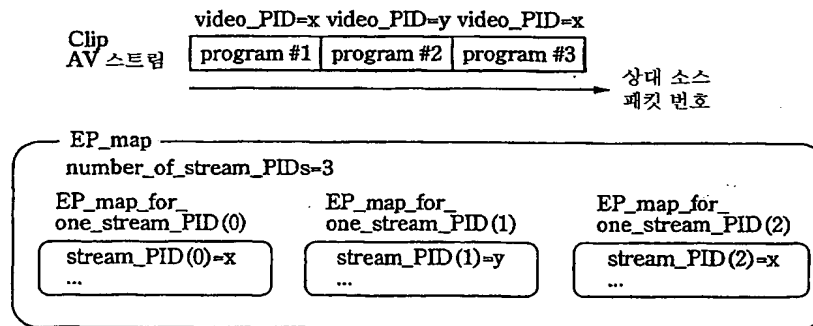 video_PID=x video_PID=y video_PID=x
Clip
AV 스트림
program #1 program #2 program #3
상대 소스
패킷 번호
EP_map
number_of_stream_PIDs=3
EP_map_for_
one_stream_PID(0)
stream_PID(0)=x
...
EP_map_for_
one_stream_PID(1)
stream_PID(1)=y
...
EP_map_for_
one_stream_PID(2)
stream_PID(2)=x
...